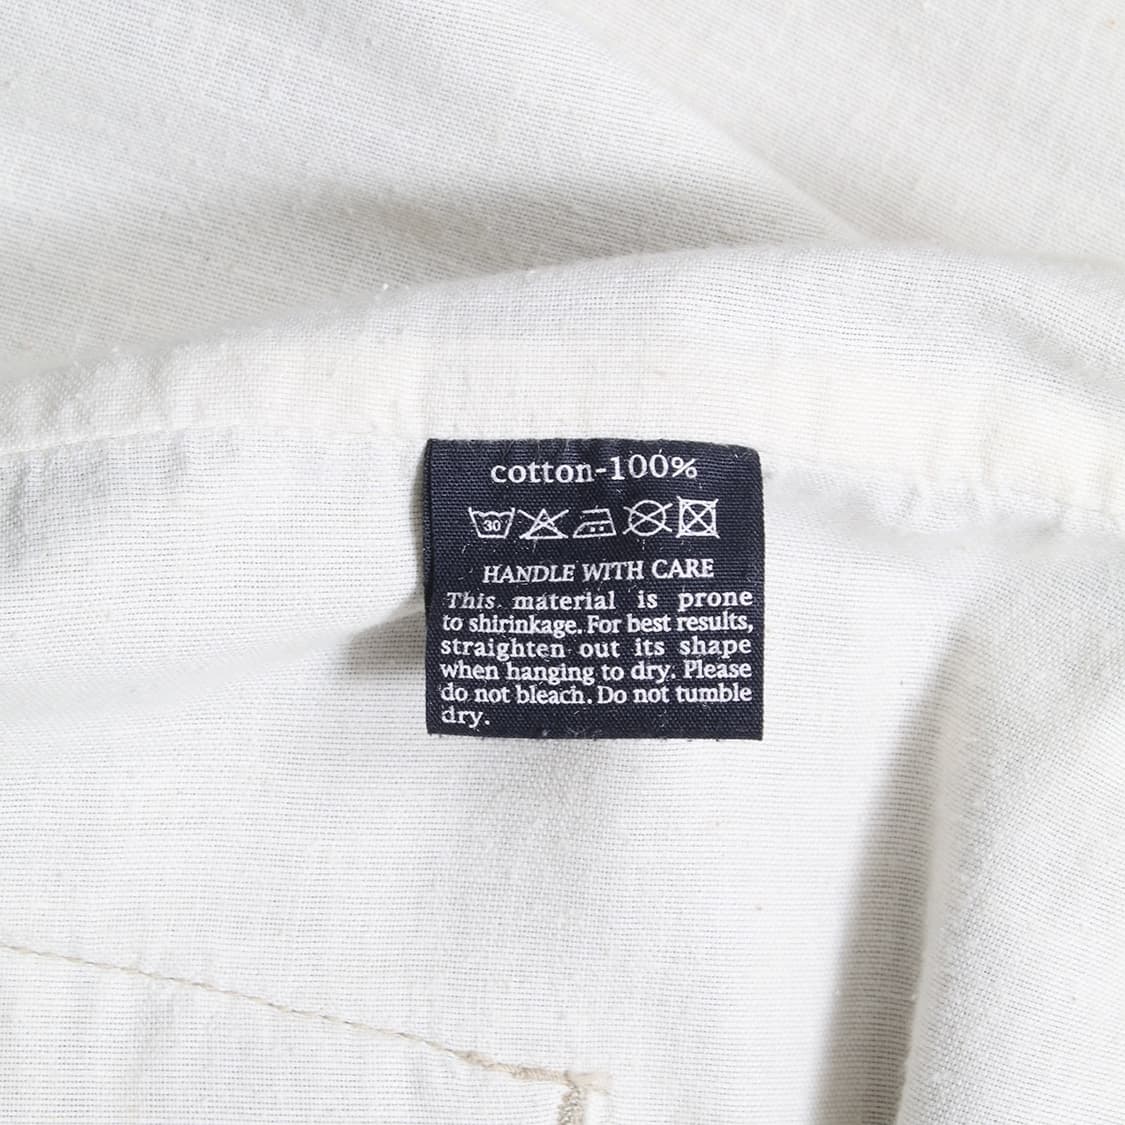 cotton-100%
30
HANDLE WITH CARE
This material is prone
to shirinkage. For best results,
straighten out its shape
when hanging to dry. Please
do not bleach. Do not tumble
dry.